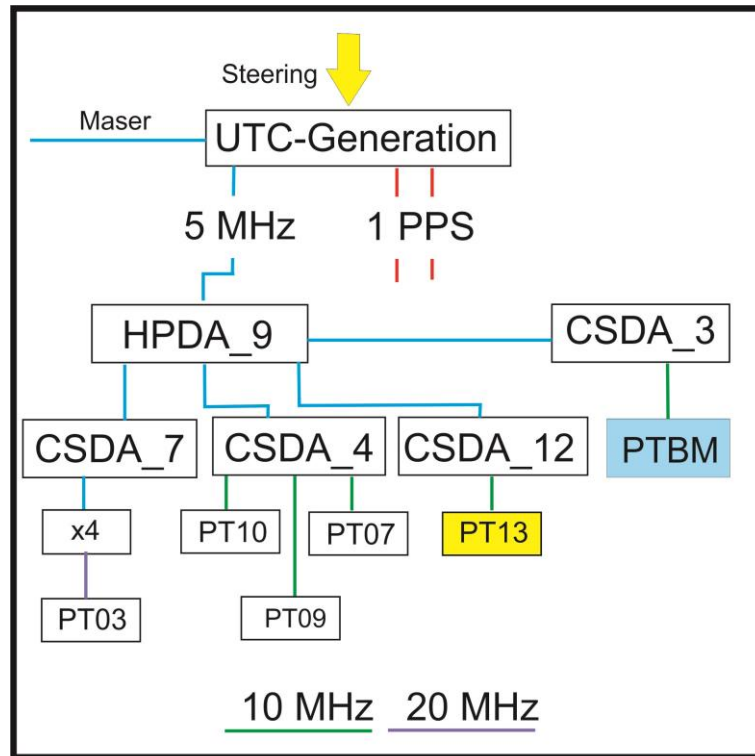 Steering
Maser
UTC-Generation
5 MHz 1 PPS
HPDA_9 CSDA_3
CSDA_7 CSDA_4 CSDA_12 PTBM
x4 PT10 PT07 PT13
PT03 PT09
10 MHz 20 MHz